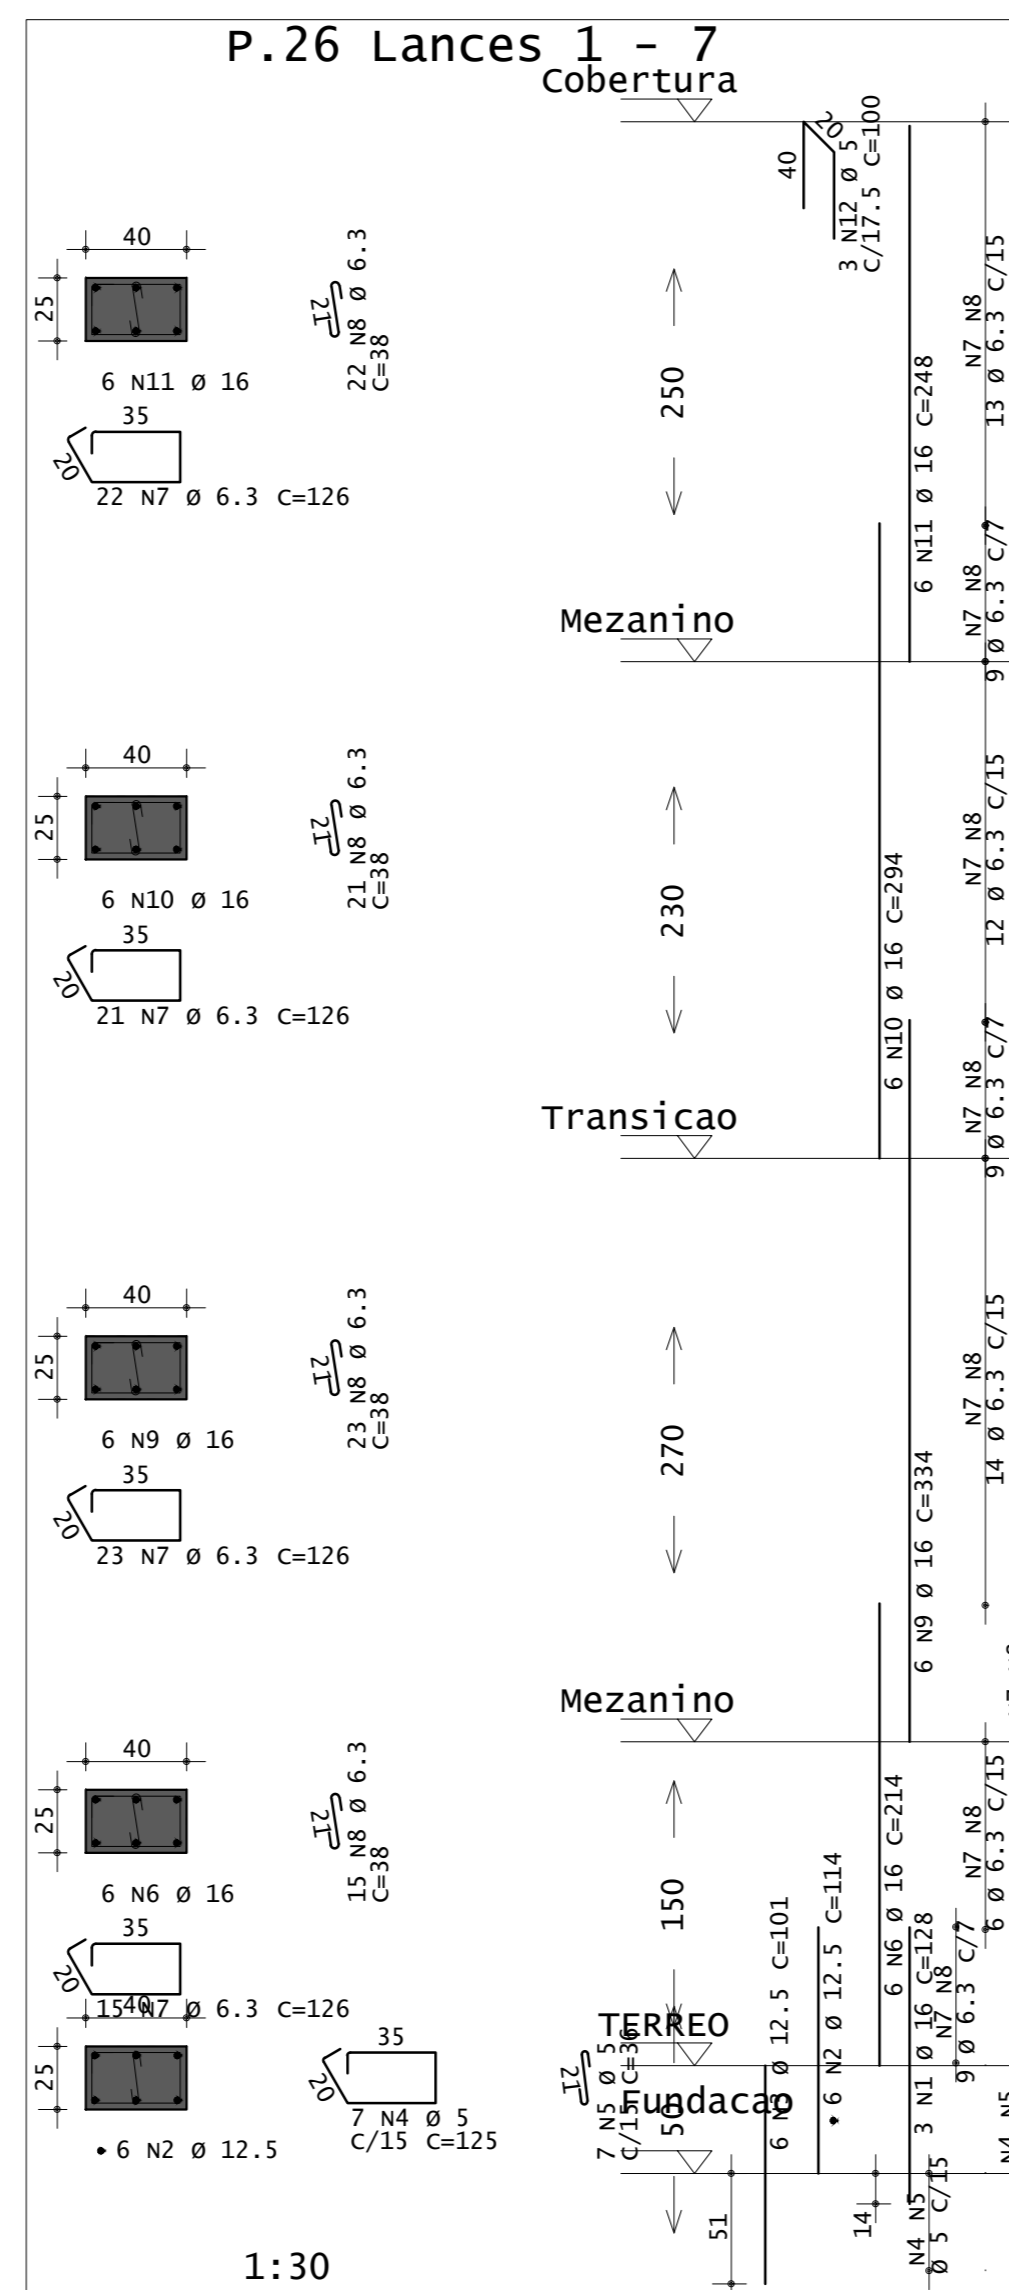 P.26 Lances 1 - 7
Cobertura
20
40
3 N12 Ø 5
C/17.5 C=100
40
25
6 N11 Ø 16
35
20
22 N7 Ø 6.3 C=126
21
22 N8 Ø 6.3
C=38
250
6 N11 Ø 16 C=248
N7 N8
13 Ø 6.3 C/15
N7 N8
9 Ø 6.3 C/7
Mezanino
40
25
6 N10 Ø 16
35
20
21 N7 Ø 6.3 C=126
21
21 N8 Ø 6.3
C=38
230
6 N10 Ø 16 C=294
N7 N8
12 Ø 6.3 C/15
N7 N8
9 Ø 6.3 C/7
Transicao
40
25
6 N9 Ø 16
35
20
23 N7 Ø 6.3 C=126
21
23 N8 Ø 6.3
C=38
270
6 N9 Ø 16 C=334
N7 N8
14 Ø 6.3 C/15
Mezanino
40
25
6 N6 Ø 16
35
20
15 N7 Ø 6.3 C=126
21
15 N8 Ø 6.3
C=38
150
6 N6 Ø 16 C=214
N7 N8
6 Ø 6.3 C/15
N7 N8
9 Ø 6.3 C/7
TERREO
40
25
6 N2 Ø 12.5
35
20
7 N4 Ø 5
C/15 C=125
21
7 N5 Ø 5
C/15 C=36
Fundacao
50
6 N3 Ø 12.5 C=101
6 N2 Ø 12.5 C=114
3 N1 Ø 16 C=128
N4 N5
51
14
N4 N5
Ø 5 C/15
1:30